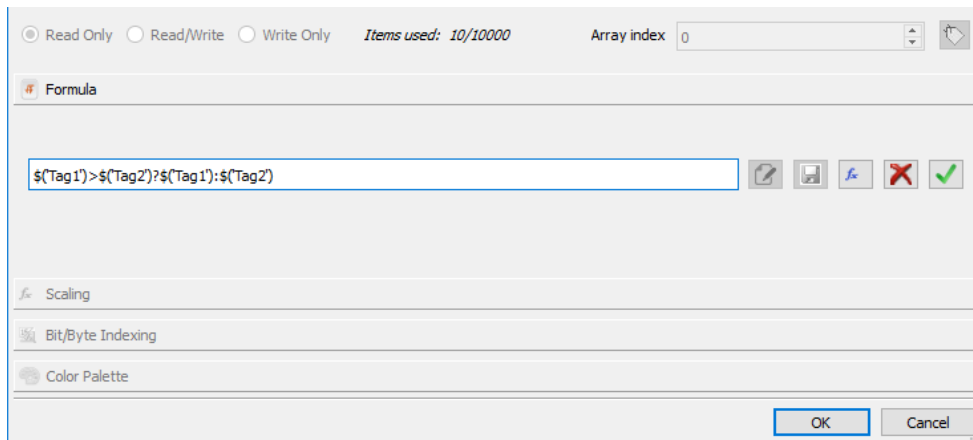 Read Only Read/Write Write Only Items used: 10/10000 Array index 0
Formula
$('Tag1')>$('Tag2')?$('Tag1'):$('Tag2')
Scaling
Bit/Byte Indexing
Color Palette
OK Cancel